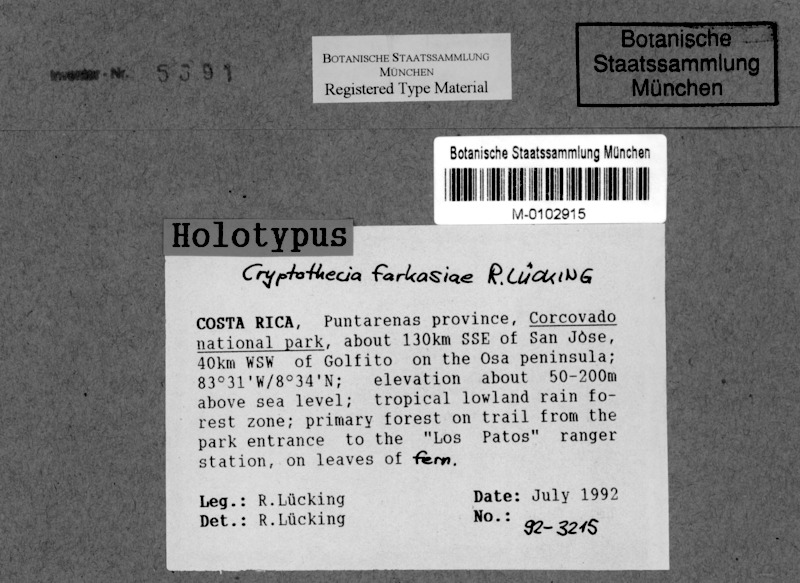 Inventar-Nr. 5391
BOTANISCHE STAATSSAMMLUNG
MÜNCHEN
Registered Type Material
Botanische
Staatssammlung
München
Botanische Staatssammlung München
M-0102915
Holotypus
Cryptothecia farkasiae R. LÜCKING
COSTA RICA, Puntarenas province, Corcovado
national park, about 130km SSE of San Jòse,
40km WSW of Golfito on the Osa peninsula;
83°31'W/8°34'N; elevation about 50-200m
above sea level; tropical lowland rain fo-
rest zone; primary forest on trail from the
park entrance to the "Los Patos" ranger
station, on leaves of fern.
Leg.: R.Lücking
Det.: R.Lücking
Date: July 1992
No.: 92-3215